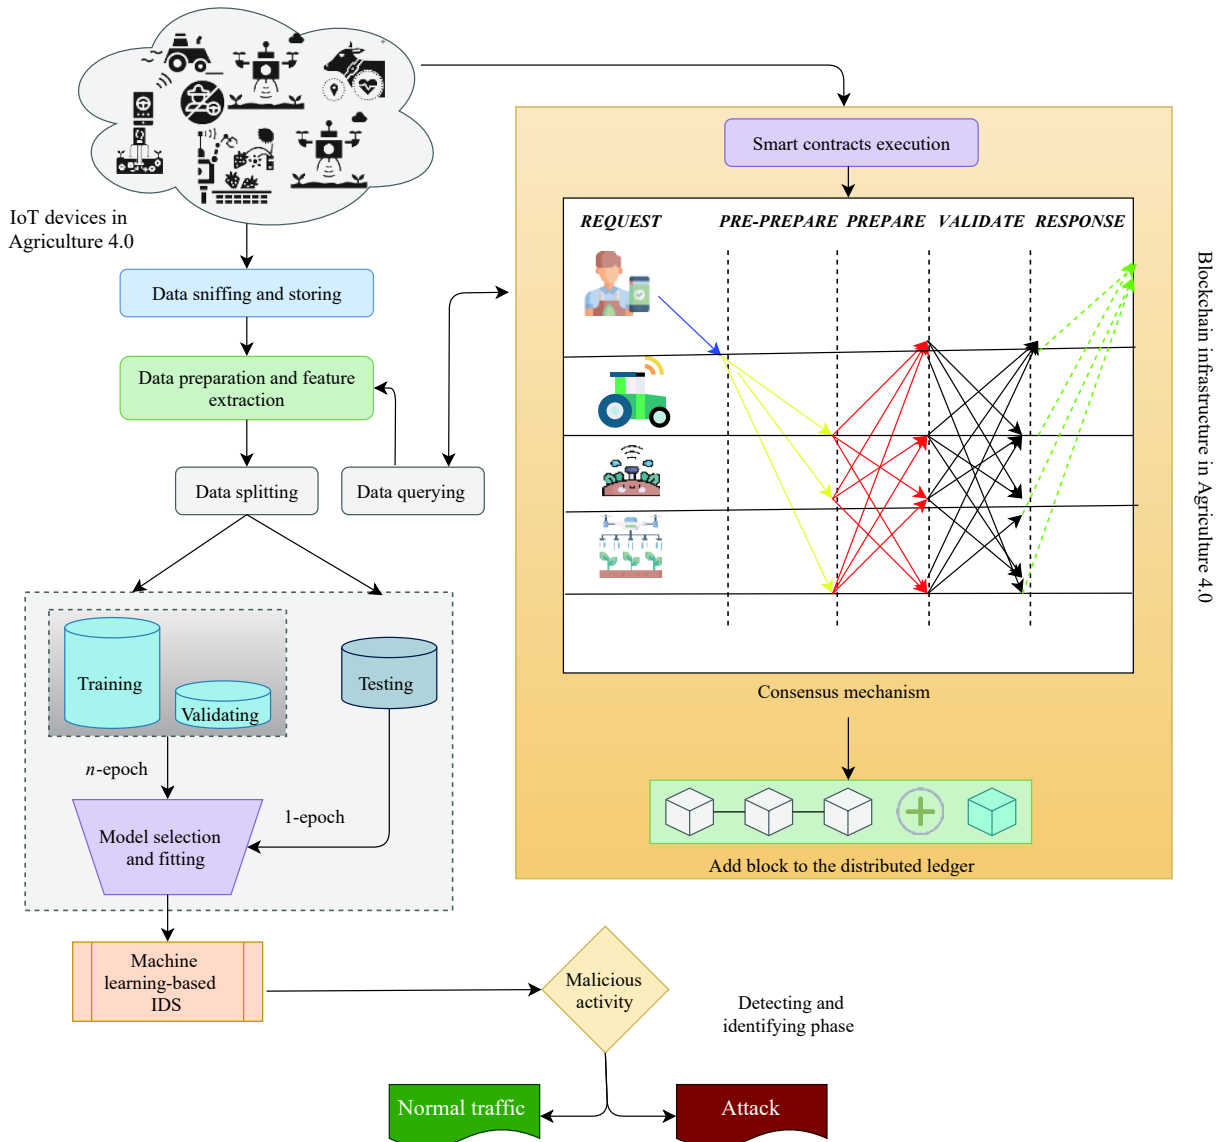 IoT devices in
Agriculture 4.0
Data sniffing and storing
Data preparation and feature
extraction
Data splitting
Data querying
Training
Validating
Testing
n-epoch
1-epoch
Model selection
and fitting
Machine
learning-based
IDS
Malicious
activity
Detecting and
identifying phase
Normal traffic
Attack
Smart contracts execution
REQUEST
PRE-PREPARE
PREPARE
VALIDATE
RESPONSE
Consensus mechanism
Add block to the distributed ledger
Blockchain infrastructure in Agriculture 4.0